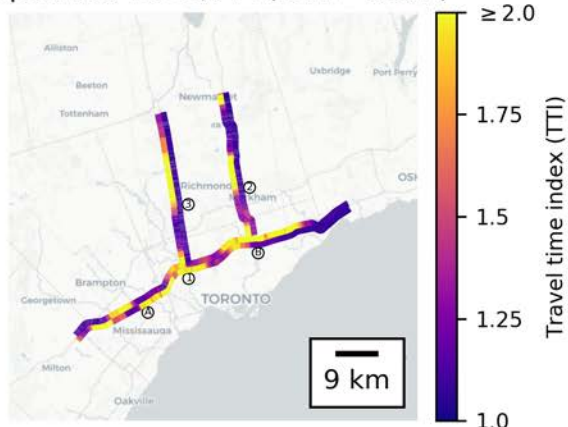 ≥ 2.0
Alliston
Uxbridge
Port Perry
Beeton
1.75
Tottenham
Newmarket
Richmond
2
Markham
3
1.5
B
1
Brampton
TORONTO
Georgetown
A
1.25
Mississauga
9 km
Milton
Oakville
1.0
Travel time index (TTI)